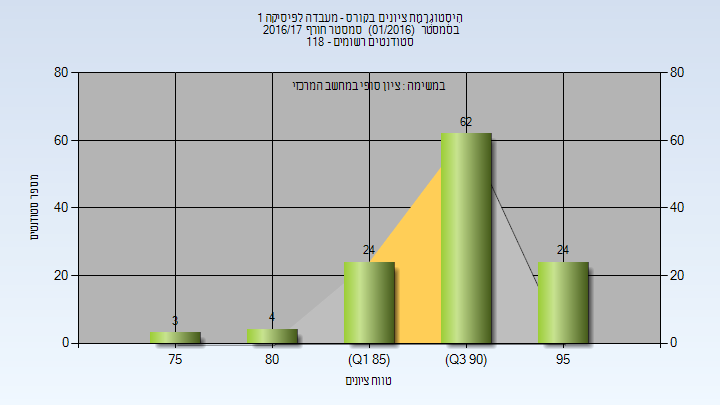 הִיסְטוֹגְרָמַת ציונים בקורס - מעבדה לפיסיקה 1
בסמסטר (01/2016) סמסטר חורף 2016/17
סטודנטים רשומים - 118
במשימה : ציון סופי במחשב המרכזי
80 80
62
60 60
מספר סטודנטים
40 40
24 24
20 20
3 4
0 0
75 80 (Q1 85) (Q3 90) 95
טווח ציונים